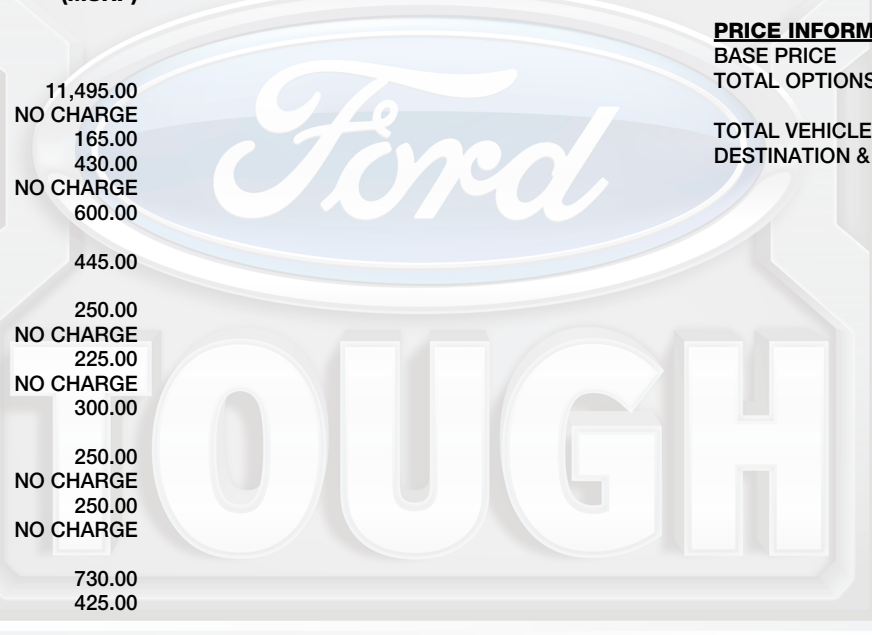 11,495.00
NO CHARGE
165.00
430.00
NO CHARGE
600.00
445.00
250.00
NO CHARGE
225.00
NO CHARGE
300.00
250.00
NO CHARGE
250.00
NO CHARGE
730.00
425.00
PRICE INFORM
BASE PRICE
TOTAL OPTIONS
TOTAL VEHICLE
DESTINATION &
Ford
TOUGH